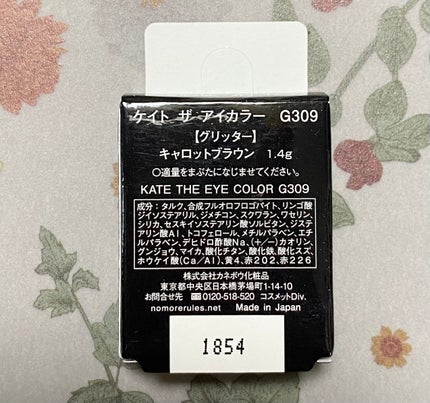 ケイト ザ アイカラー G309
【グリッター】
キャロットブラウン 1.4g
〇適量をまぶたになじませてください。
KATE THE EYE COLOR G309
成分：タルク、合成フルオロフロゴパイト、リンゴ酸
ジイソステアリル、ジメチコン、スクワラン、ワセリン、
シリカ、セスキイソステアリン酸ソルビタン、ジステ
アリン酸Al、トコフェロール、メチルパラベン、エチ
ルパラベン、デヒドロ酢酸Na、(+/-)カオリン、
グンジョウ、マイカ、酸化チタン、酸化鉄、酸化スズ、
ホウケイ酸(Ca/Al)、黄4、赤202、赤226
株式会社カネボウ化粧品
東京都中央区日本橋茅場町1-14-10
お問合せ先 0120-518-520 コスメットDiv.
nomorerules.net Made in Japan
1854